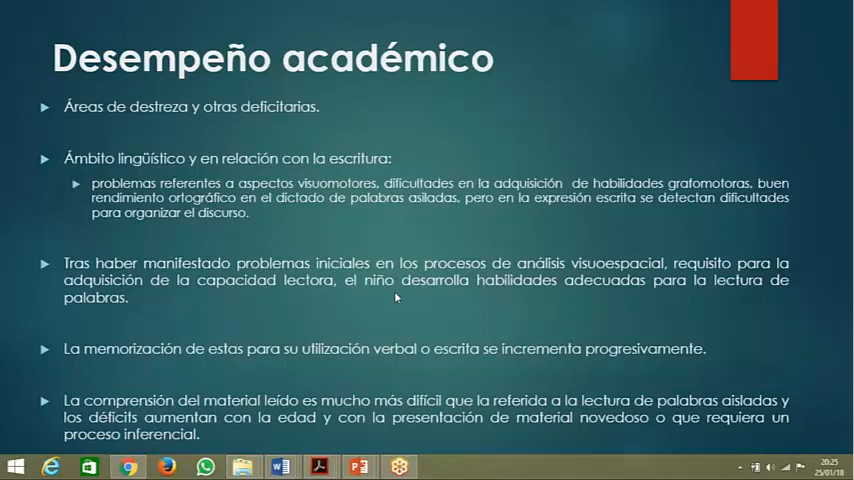 Desempeño académico
Áreas de destreza y otras deficitarias.
Ámbito lingüístico y en relación con la escritura:
problemas referentes a aspectos visuomotores, dificultades en la adquisición de habilidades grafomotoras, buen
rendimiento ortográfico en el dictado de palabras asiladas, pero en la expresión escrita se detectan dificultades
para organizar el discurso.
Tras haber manifestado problemas iniciales en los procesos de análisis visuoespacial, requisito para la
adquisición de la capacidad lectora, el niño desarrolla habilidades adecuadas para la lectura de
palabras.
La memorización de estas para su utilización verbal o escrita se incrementa progresivamente.
La comprensión del material leído es mucho más difícil que la referida a la lectura de palabras aisladas y
los déficits aumentan con la edad y con la presentación de material novedoso o que requiera un
proceso inferencial.
20:25
25/01/18